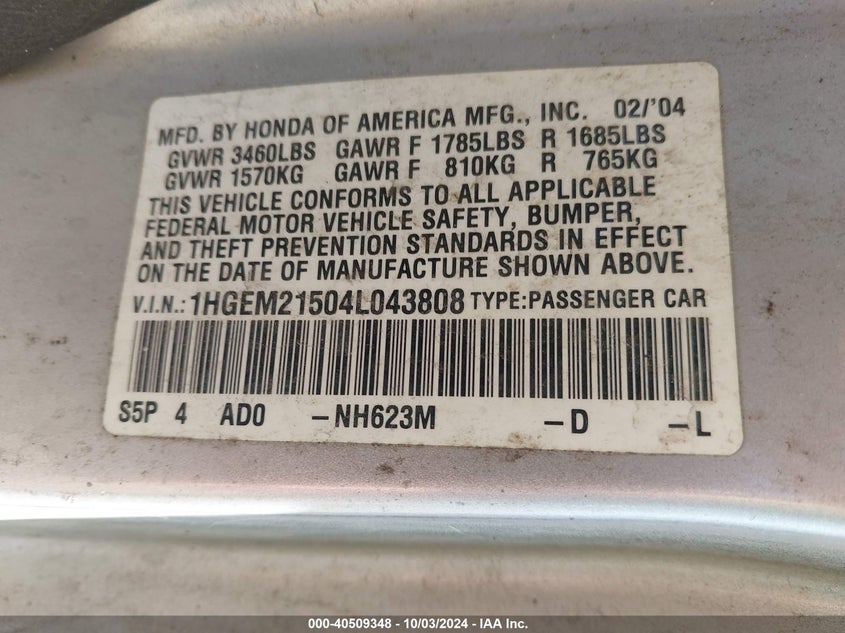 MFD. BY HONDA OF AMERICA MFG., INC. 02/'04
GVWR 3460LBS GAWR F 1785LBS R 1685LBS
GVWR 1570KG GAWR F 810KG R 765KG
THIS VEHICLE CONFORMS TO ALL APPLICABLE
FEDERAL MOTOR VEHICLE SAFETY, BUMPER,
AND THEFT PREVENTION STANDARDS IN EFFECT
ON THE DATE OF MANUFACTURE SHOWN ABOVE.
V.I.N.: 1HGEM21504L043808 TYPE:PASSENGER CAR
S5P 4 AD0 –NH623M –D –L
000-40509348 - 10/03/2024 - IAA Inc.